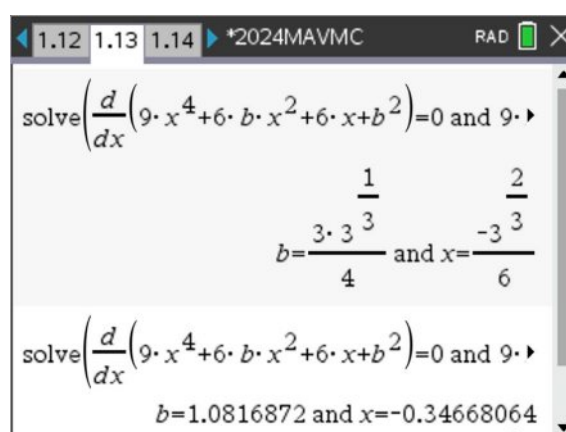 1.12 1.13 1.14 *2024MAVMC RAD
solve(d/dx(9·x^4+6·b·x^2+6·x+b^2)=0 and 9·
b=3·3^(1/3)/4 and x=-3^(2/3)/6
solve(d/dx(9·x^4+6·b·x^2+6·x+b^2)=0 and 9·
b=1.0816872 and x=-0.34668064